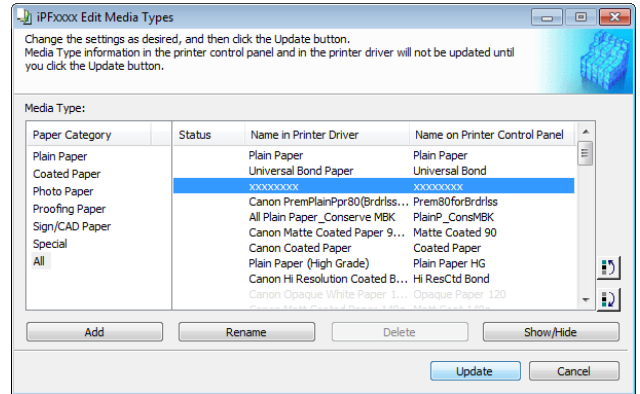 iPFxxxx Edit Media Types
Change the settings as desired, and then click the Update button.
Media Type information in the printer control panel and in the printer driver will not be updated until
you click the Update button.
Media Type:
Paper Category Status Name in Printer Driver Name on Printer Control Panel
Plain Paper
Coated Paper
Photo Paper
Proofing Paper
Sign/CAD Paper
Special
All
Plain Paper Plain Paper
Universal Bond Paper Universal Bond
xxxxxxxx xxxxxxxx
Canon PremPlainPpr80(Brdrlss... Prem80forBrdrlss
All Plain Paper_Conserve MBK PlainP_ConsMBK
Canon Matte Coated Paper 9... Matte Coated 90
Canon Coated Paper Coated Paper
Plain Paper (High Grade) Plain Paper HG
Canon Hi Resolution Coated B... Hi ResCtd Bond
Canon Opaque White Paper 1... Opaque Paper 120
Add Rename Delete Show/Hide
Update Cancel